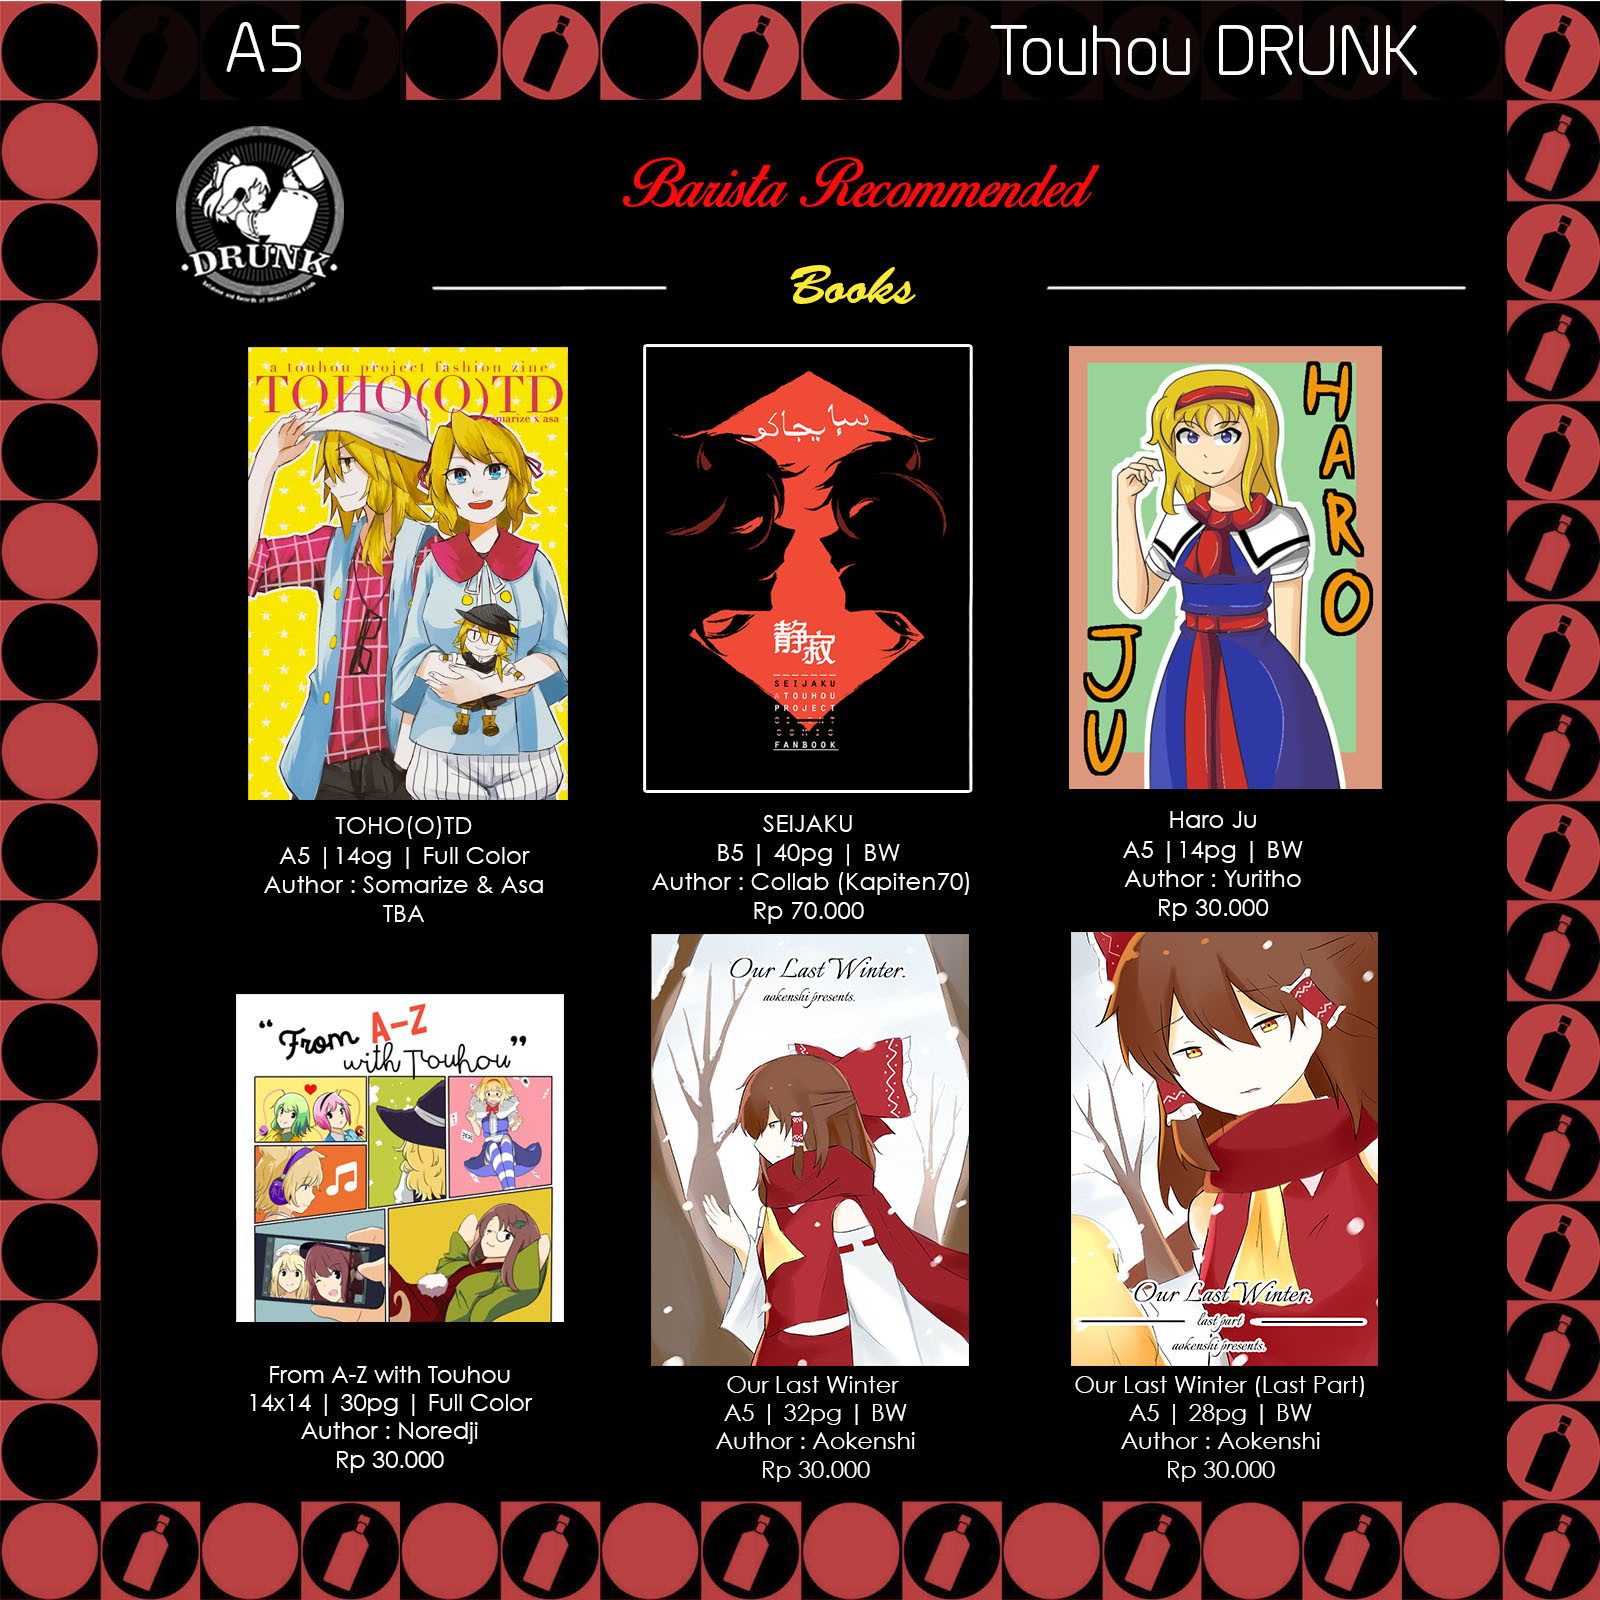 A5
Touhou DRUNK
DRUNK
Barista Recommended
Books
a touhou project fashion zine
TOHO(O)TD
somarize x asa
سايجاكو
静寂
SEIJAKU
A TOUHOU
PROJECT
SILENT
COMIC
FANBOOK
HARO
JU
TOHO(O)TD
A5 |14og | Full Color
Author : Somarize & Asa
TBA
SEIJAKU
B5 | 40pg | BW
Author : Collab (Kapiten70)
Rp 70.000
Haro Ju
A5 |14pg | BW
Author : Yuritho
Rp 30.000
“From A-Z
with Touhou”
Our Last Winter.
aokenshi presents.
Our Last Winter.
last part
aokenshi presents.
From A-Z with Touhou
14x14 | 30pg | Full Color
Author : Noredji
Rp 30.000
Our Last Winter
A5 | 32pg | BW
Author : Aokenshi
Rp 30.000
Our Last Winter (Last Part)
A5 | 28pg | BW
Author : Aokenshi
Rp 30.000